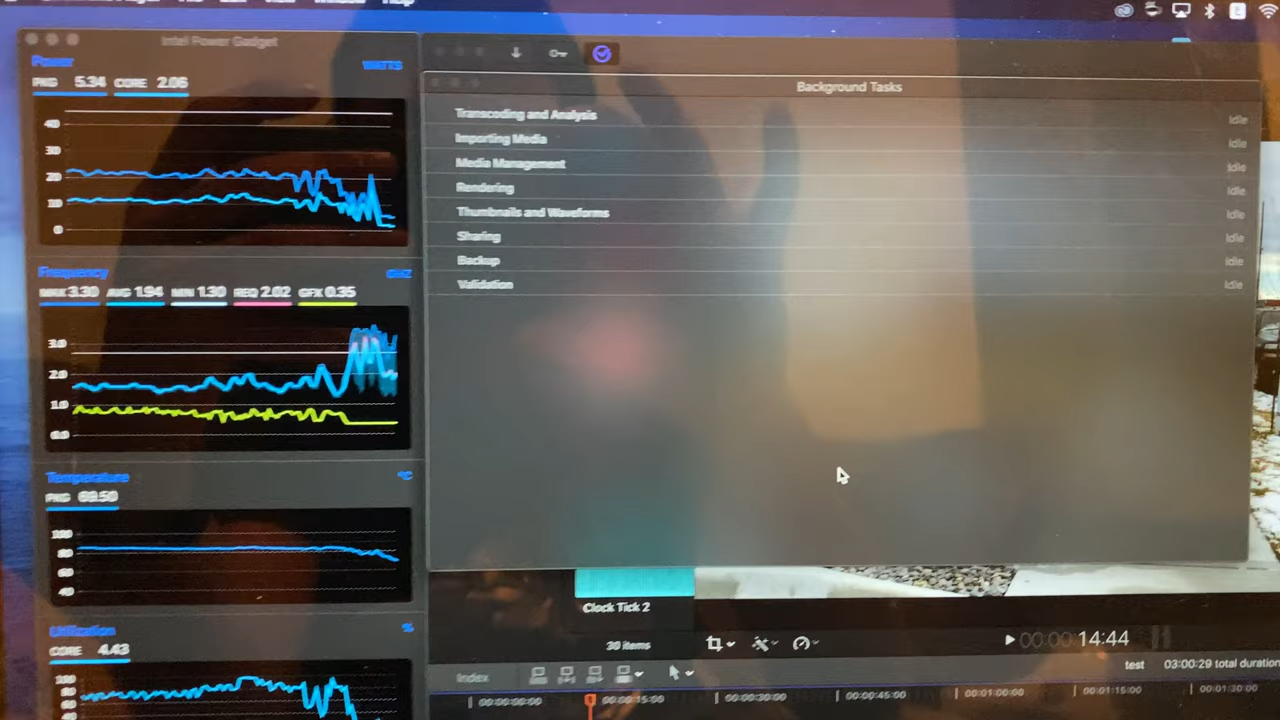 Help
Intel Power Gadget
Power WATTS
PKG 5.34 CORE 2.06
40
30
20
10
0
Frequency GHZ
MAX 3.30 AVG 1.94 MIN 1.30 REQ 2.02 GFX 0.35
3.0
2.0
1.0
0.0
Temperature °C
PKG 69.50
100
80
60
40
Utilization %
CORE 4.43
100
80
60
40
Background Tasks
Transcoding and Analysis Idle
Importing Media Idle
Media Management Idle
Rendering Idle
Thumbnails and Waveforms Idle
Sharing Idle
Backup Idle
Validation Idle
Clock Tick 2
30 items
00:00:14:44
Index
test 03:00:29 total duration
00:00:00:00 00:00:15:00 00:00:30:00 00:00:45:00 00:01:00:00 00:01:15:00 00:01:30:00